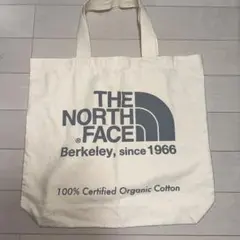 THE
NORTH
FACE
Berkeley, since 1966
100% Certified Organic Cotton